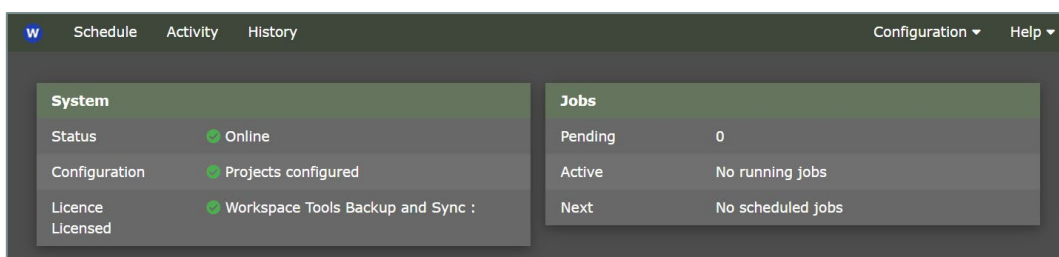 W Schedule Activity History Configuration Help
System
Status Online
Configuration Projects configured
Licence Workspace Tools Backup and Sync :
Licensed
Jobs
Pending 0
Active No running jobs
Next No scheduled jobs